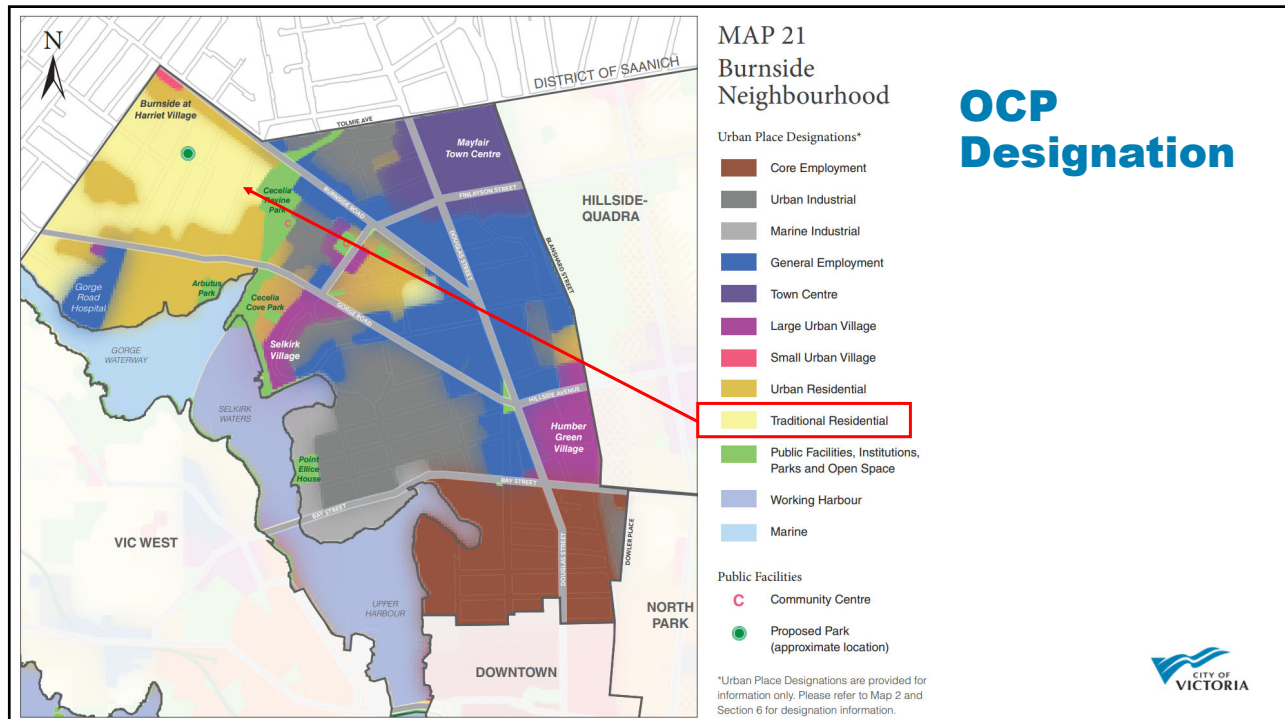 N
DISTRICT OF SAANICH
Burnside at
Harriet Village
TOLMIE AVE
Mayfair
Town Centre
Cecelia
Ravine
Park
BURNSIDE ROAD
FINLAYSON STREET
HILLSIDE-
QUADRA
C
C
DOUGLAS STREET
BLANSHARD STREET
Gorge
Road
Hospital
Arbutus
Park
Cecelia
Cove Park
GORGE ROAD
GORGE
WATERWAY
Selkirk
Village
SELKIRK
WATERS
HILLSIDE AVENUE
Humber
Green
Village
Point
Ellice
House
BAY STREET
BAY STREET
VIC WEST
DOUGLAS STREET
DOWLER PLACE
UPPER
HARBOUR
NORTH
PARK
DOWNTOWN
MAP 21
Burnside
Neighbourhood
Urban Place Designations*
Core Employment
Urban Industrial
Marine Industrial
General Employment
Town Centre
Large Urban Village
Small Urban Village
Urban Residential
Traditional Residential
Public Facilities, Institutions,
Parks and Open Space
Working Harbour
Marine
Public Facilities
C Community Centre
Proposed Park
(approximate location)
*Urban Place Designations are provided for
information only. Please refer to Map 2 and
Section 6 for designation information.
OCP
Designation
CITY OF
VICTORIA